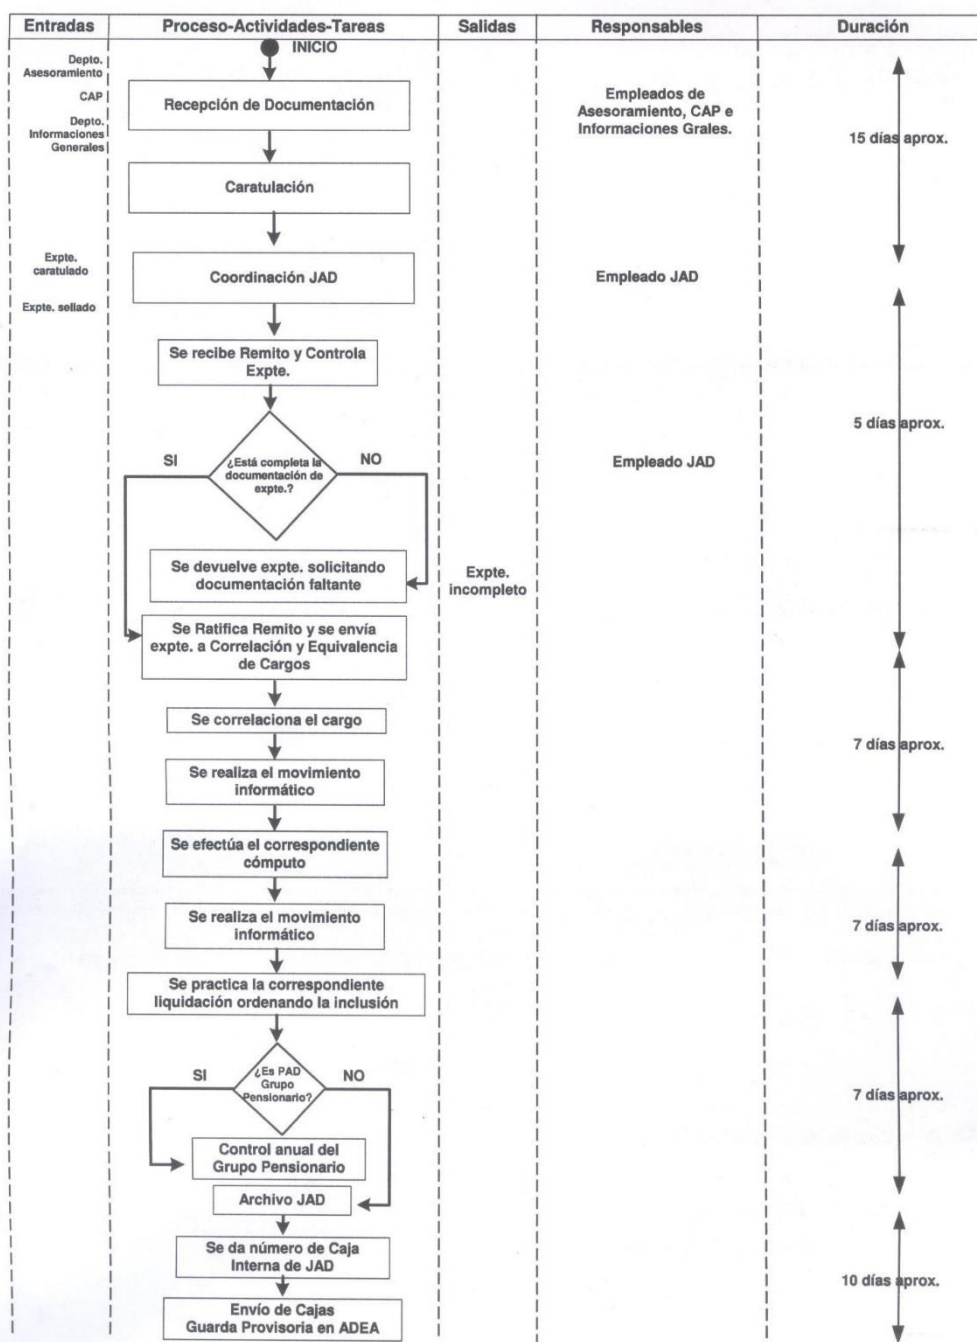 Entradas
Proceso-Actividades-Tareas
Salidas
Responsables
Duración
INICIO
Depto.
Asesoramiento
CAP
Depto.
Informaciones
Generales
Recepción de Documentación
Empleados de
Asesoramiento, CAP e
Informaciones Grales.
15 días aprox.
Caratulación
Expte.
caratulado
Expte. sellado
Coordinación JAD
Empleado JAD
Se recibe Remito y Controla
Expte.
5 días aprox.
SI
¿Está completa la
documentación de
expte.?
NO
Empleado JAD
Se devuelve expte. solicitando
documentación faltante
Expte.
incompleto
Se Ratifica Remito y se envía
expte. a Correlación y Equivalencia
de Cargos
Se correlaciona el cargo
7 días aprox.
Se realiza el movimiento
informático
Se efectúa el correspondiente
cómputo
Se realiza el movimiento
informático
7 días aprox.
Se practica la correspondiente
liquidación ordenando la inclusión
SI
¿Es PAD
Grupo
Pensionario?
NO
7 días aprox.
Control anual del
Grupo Pensionario
Archivo JAD
Se da número de Caja
Interna de JAD
10 días aprox.
Envío de Cajas
Guarda Provisoria en ADEA